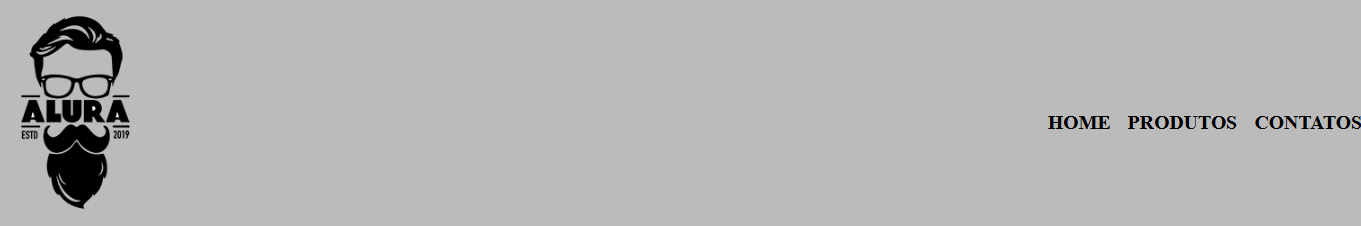 ALURA
ESTD 2019
HOME PRODUTOS CONTATOS